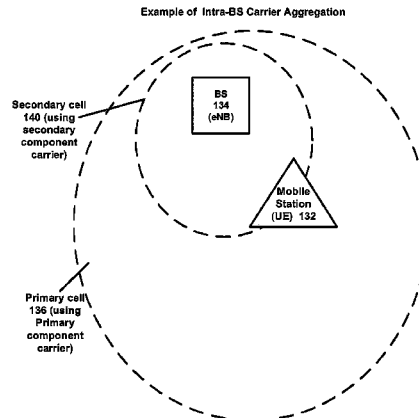 Example of Intra-BS Carrier Aggregation
BS
134
(eNB)
Secondary cell
140 (using
secondary
component
carrier)
Mobile
Station
(UE) 132
Primary cell
136 (using
Primary
component
carrier)